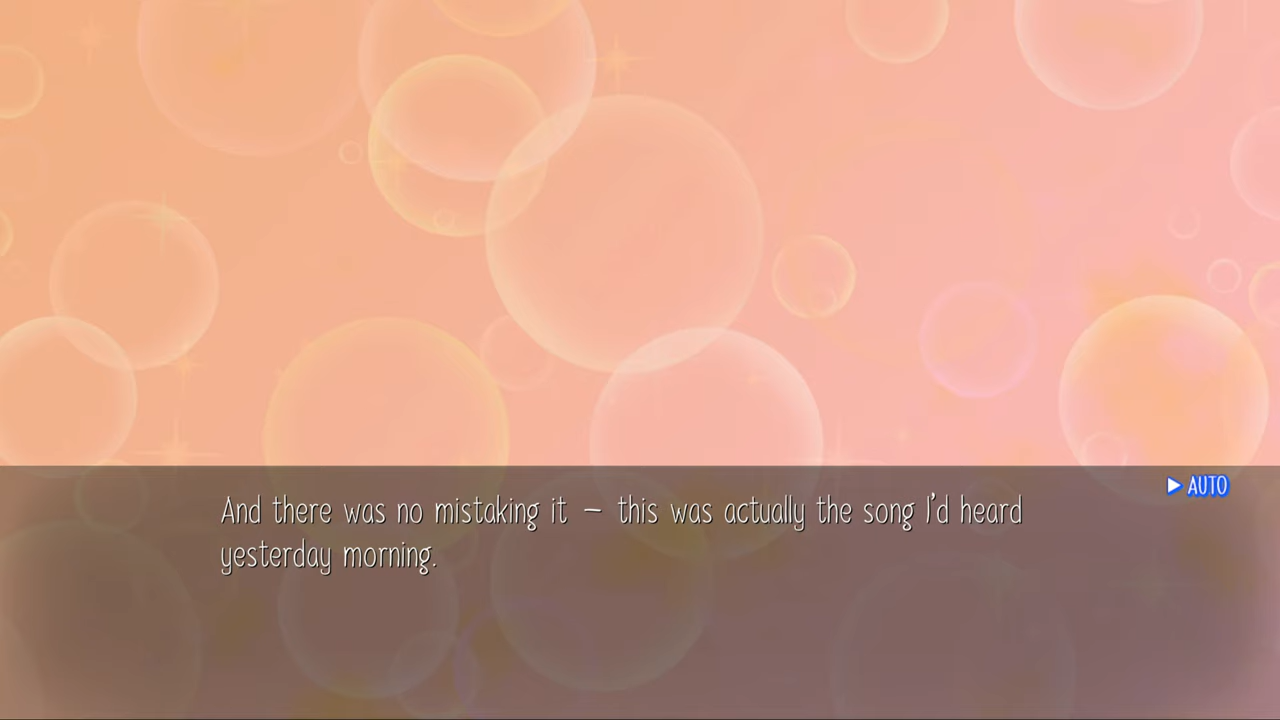 And there was no mistaking it – this was actually the song I'd heard
yesterday morning.
AUTO